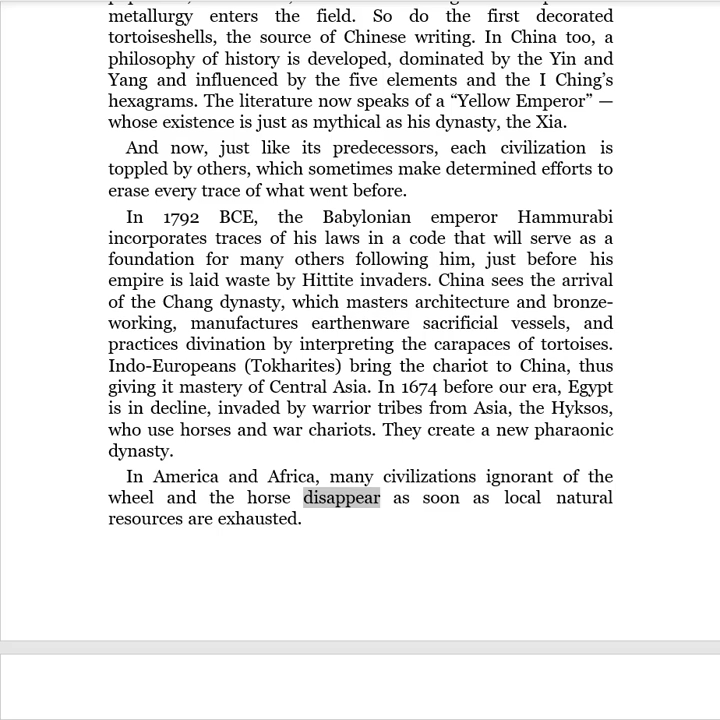 metallurgy enters the field. So do the first decorated
tortoiseshells, the source of Chinese writing. In China too, a
philosophy of history is developed, dominated by the Yin and
Yang and influenced by the five elements and the I Ching’s
hexagrams. The literature now speaks of a “Yellow Emperor” —
whose existence is just as mythical as his dynasty, the Xia.
And now, just like its predecessors, each civilization is
toppled by others, which sometimes make determined efforts to
erase every trace of what went before.
In 1792 BCE, the Babylonian emperor Hammurabi
incorporates traces of his laws in a code that will serve as a
foundation for many others following him, just before his
empire is laid waste by Hittite invaders. China sees the arrival
of the Chang dynasty, which masters architecture and bronze-
working, manufactures earthenware sacrificial vessels, and
practices divination by interpreting the carapaces of tortoises.
Indo-Europeans (Tokharites) bring the chariot to China, thus
giving it mastery of Central Asia. In 1674 before our era, Egypt
is in decline, invaded by warrior tribes from Asia, the Hyksos,
who use horses and war chariots. They create a new pharaonic
dynasty.
In America and Africa, many civilizations ignorant of the
wheel and the horse disappear as soon as local natural
resources are exhausted.